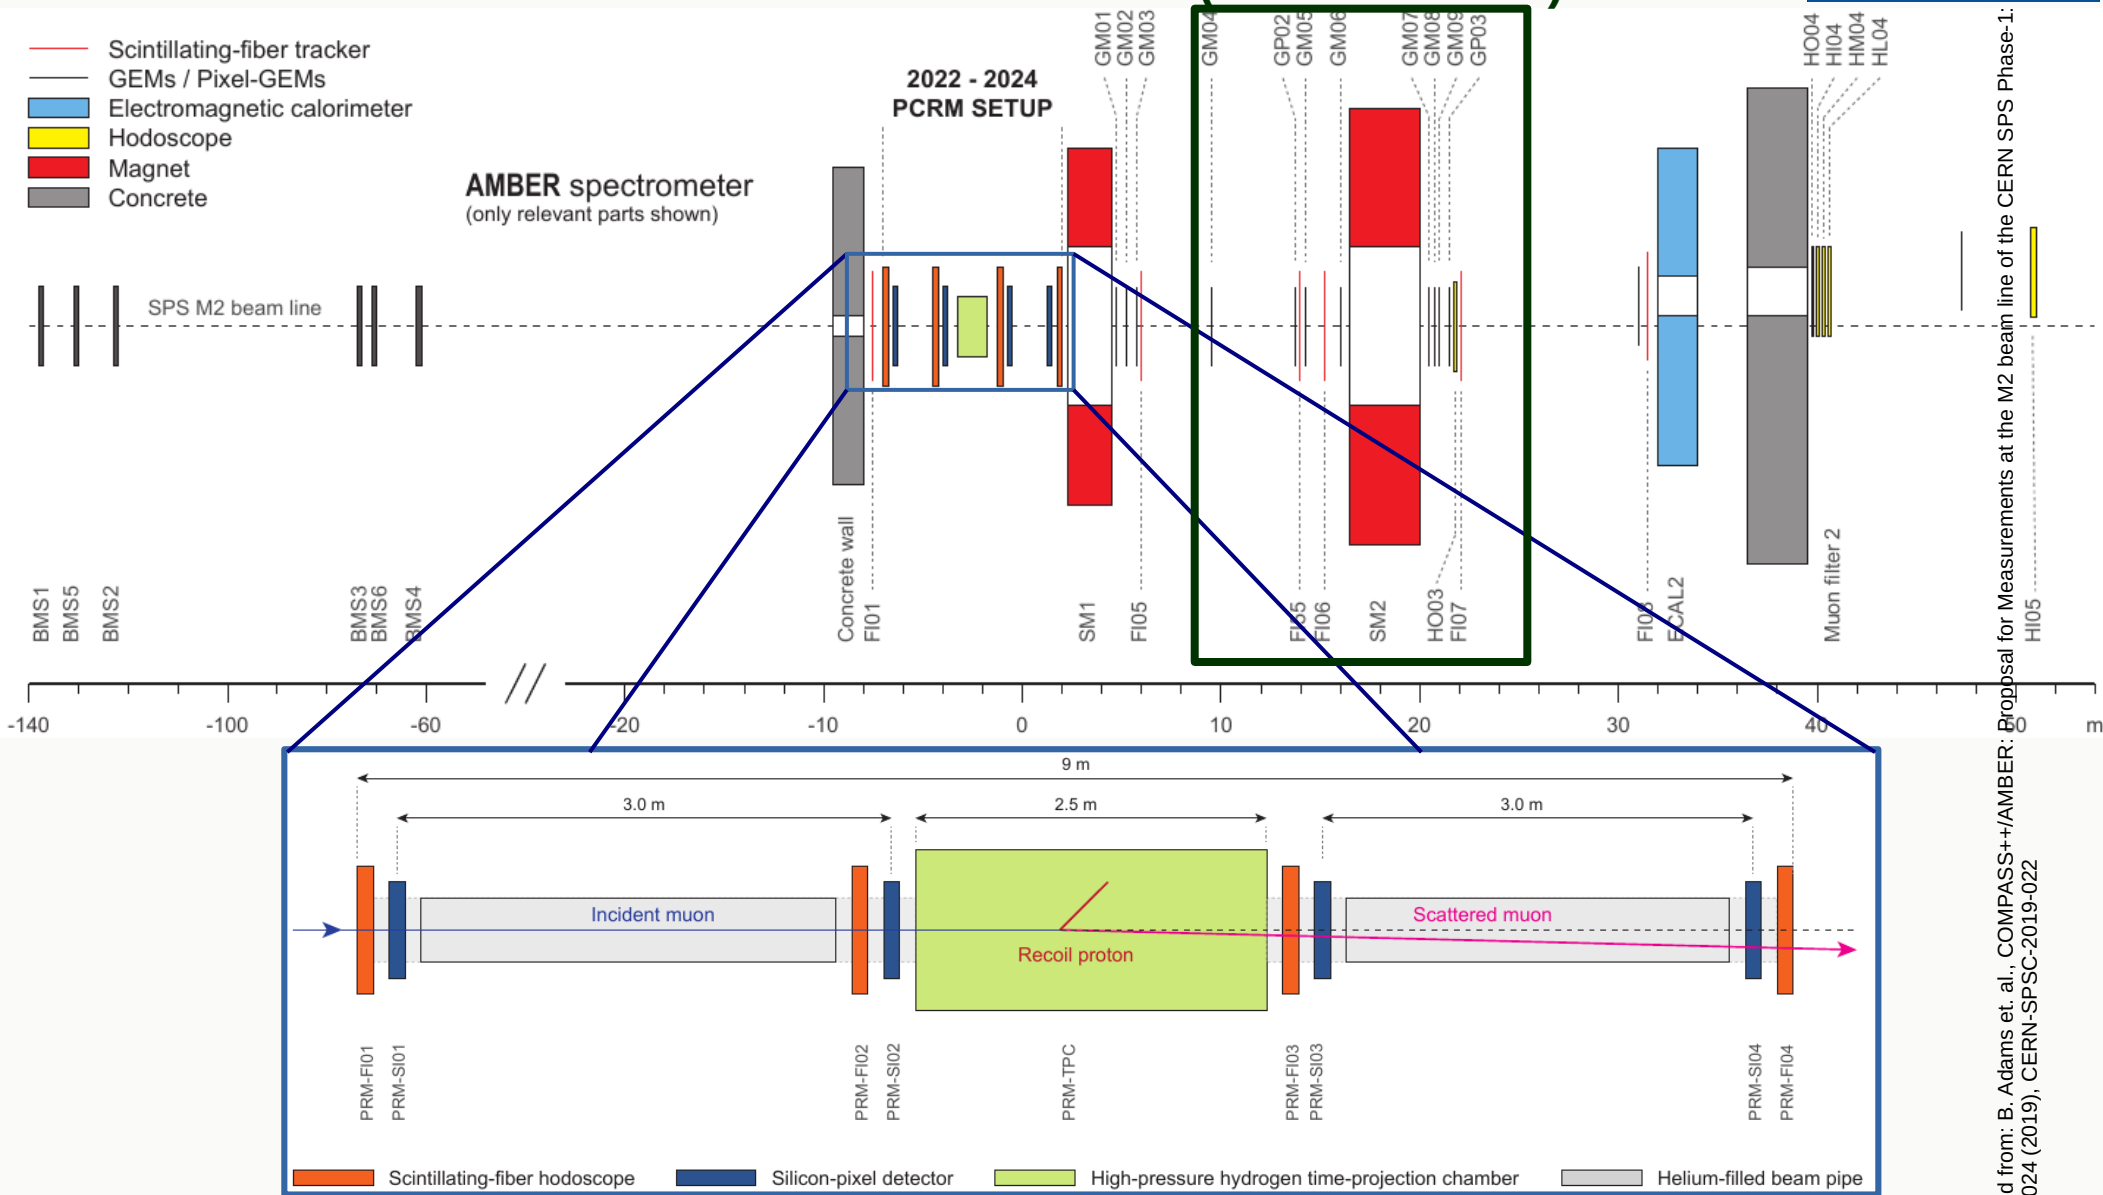 Scintillating-fiber tracker
GEMs / Pixel-GEMs
Electromagnetic calorimeter
Hodoscope
Magnet
Concrete
2022 - 2024
PCRM SETUP
AMBER spectrometer
(only relevant parts shown)
GM01
GM02
GM03
GM04
GP02
GM05
GM06
GM07
GM08
GM09
GP03
HO04
HI04
HM04
HL04
SPS M2 beam line
BMS1
BMS5
BMS2
BMS3
BMS6
BMS4
Concrete wall
FI01
SM1
FI05
FI55
FI06
SM2
HO03
FI07
FI08
ECAL2
Muon filter 2
HI05
-140
-100
-60
-20
-10
0
10
20
30
40
50
m
9 m
3.0 m
2.5 m
3.0 m
Incident muon
Recoil proton
Scattered muon
PRM-FI01
PRM-SI01
PRM-FI02
PRM-SI02
PRM-TPC
PRM-FI03
PRM-SI03
PRM-SI04
PRM-FI04
Scintillating-fiber hodoscope
Silicon-pixel detector
High-pressure hydrogen time-projection chamber
Helium-filled beam pipe
d from: B. Adams et. al., COMPASS++/AMBER: Proposal for Measurements at the M2 beam line of the CERN SPS Phase-1:
024 (2019), CERN-SPSC-2019-022